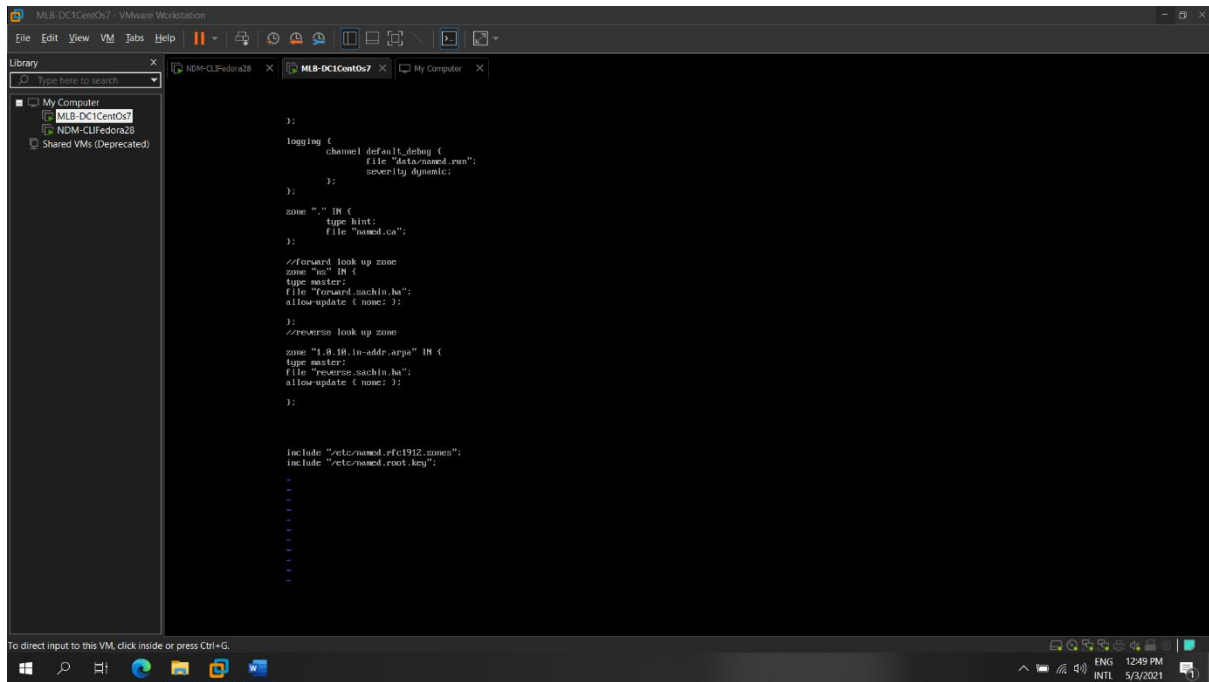 MLB-DC1CentOs7 - VMware Workstation
File Edit View VM Tabs Help
Library
Type here to search
My Computer
MLB-DC1CentOs7
NDM-CLIFedora28
Shared VMs (Deprecated)
NDM-CLIFedora28 MLB-DC1CentOs7 My Computer
};
logging {
channel default_debug {
file "data/named.run";
severity dynamic;
};
};
zone "." IN {
type hint;
file "named.ca";
};
//forward look up zone
zone "ns" IN {
type master;
file "forward.sachin.ha";
allow-update { none; };
};
//reverse look up zone
zone "1.0.10.in-addr.arpa" IN {
type master;
file "reverse.sachin.ha";
allow-update { none; };
};
include "/etc/named.rfc1912.zones";
include "/etc/named.root.key";
~
~
~
~
~
~
~
~
~
~
~
To direct input to this VM, click inside or press Ctrl+G.
ENG 12:49 PM
INTL 5/3/2021